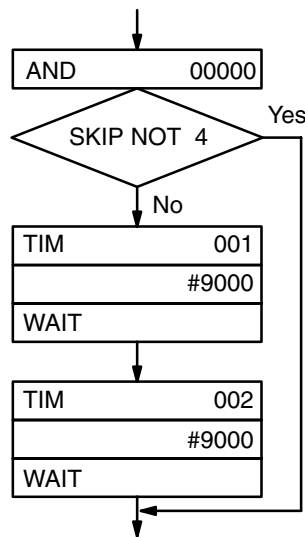 AND 00000
SKIP NOT 4
Yes
No
TIM 001
#9000
WAIT
TIM 002
#9000
WAIT